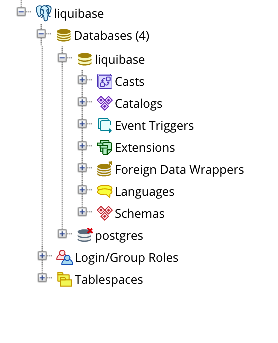 liquibase
Databases (4)
liquibase
Casts
Catalogs
Event Triggers
Extensions
Foreign Data Wrappers
Languages
Schemas
postgres
Login/Group Roles
Tablespaces